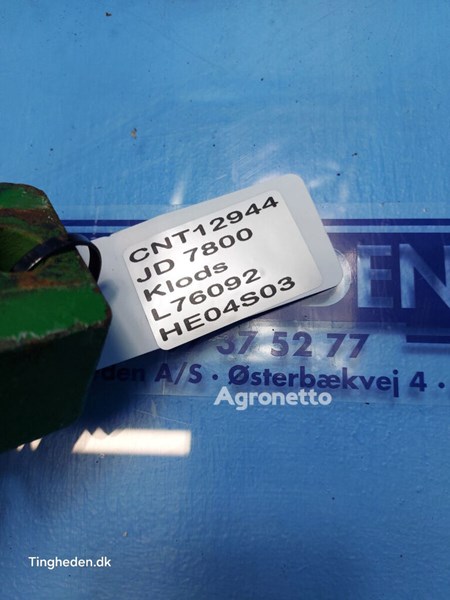 CNT12944
JD 7800
Klods
L76092
HE04S03
DEN
37 52 77
den A/S · Østerbækvej 4 ·
Agronetto
Tingheden.dk